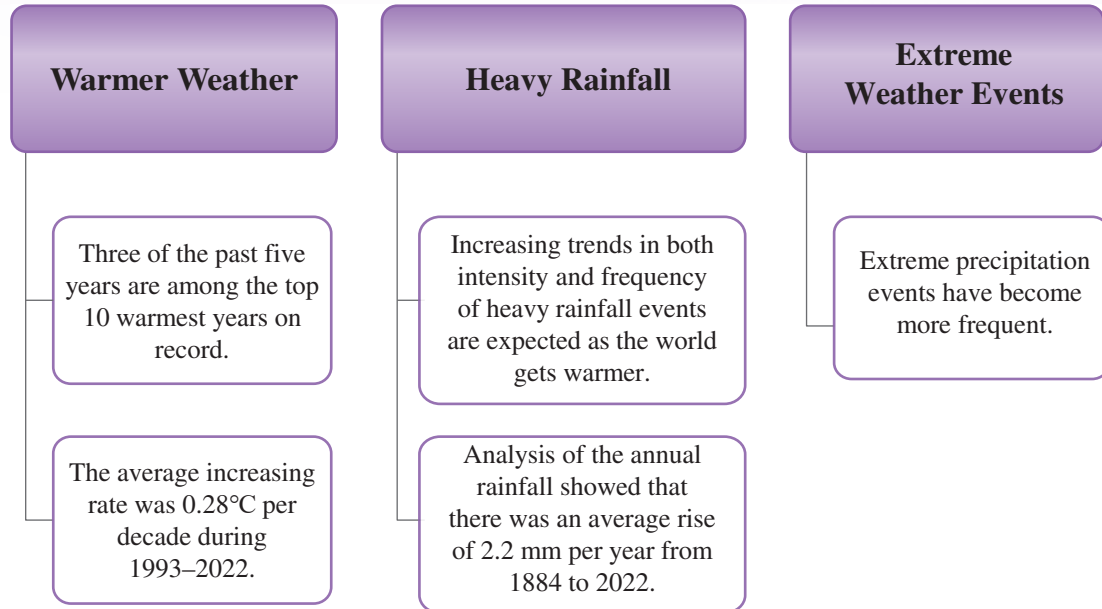 Warmer Weather
Three of the past five
years are among the top
10 warmest years on
record.
The average increasing
rate was 0.28°C per
decade during
1993–2022.
Heavy Rainfall
Increasing trends in both
intensity and frequency
of heavy rainfall events
are expected as the world
gets warmer.
Analysis of the annual
rainfall showed that
there was an average rise
of 2.2 mm per year from
1884 to 2022.
Extreme
Weather Events
Extreme precipitation
events have become
more frequent.